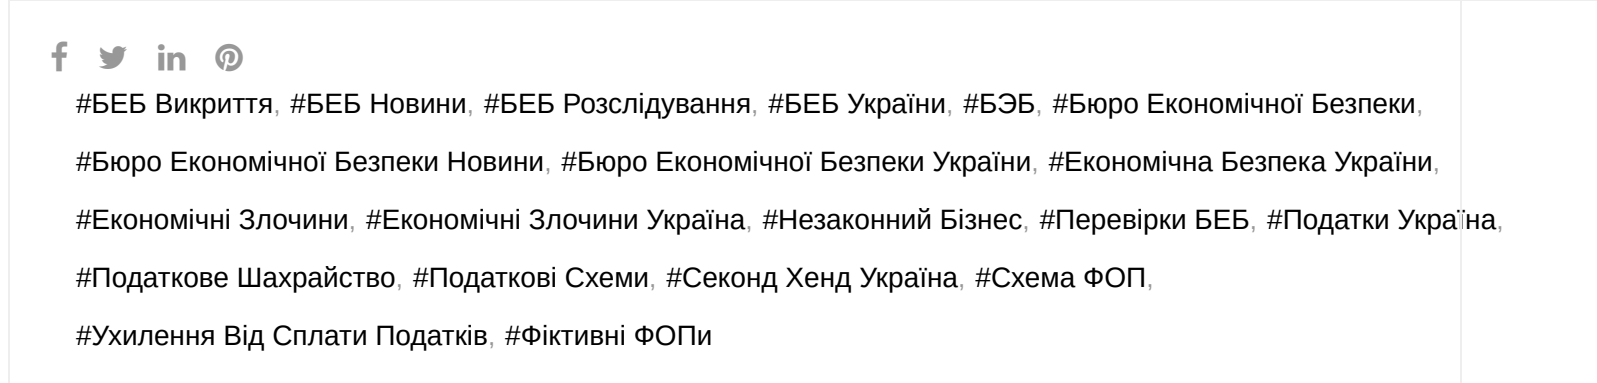 #БЕБ Викриття, #БЕБ Новини, #БЕБ Розслідування, #БЕБ України, #БЭБ, #Бюро Економічної Безпеки,
#Бюро Економічної Безпеки Новини, #Бюро Економічної Безпеки України, #Економічна Безпека України,
#Економічні Злочини, #Економічні Злочини Україна, #Незаконний Бізнес, #Перевірки БЕБ, #Податки Україна,
#Податкове Шахрайство, #Податкові Схеми, #Секонд Хенд Україна, #Схема ФОП,
#Ухилення Від Сплати Податків, #Фіктивні ФОПи